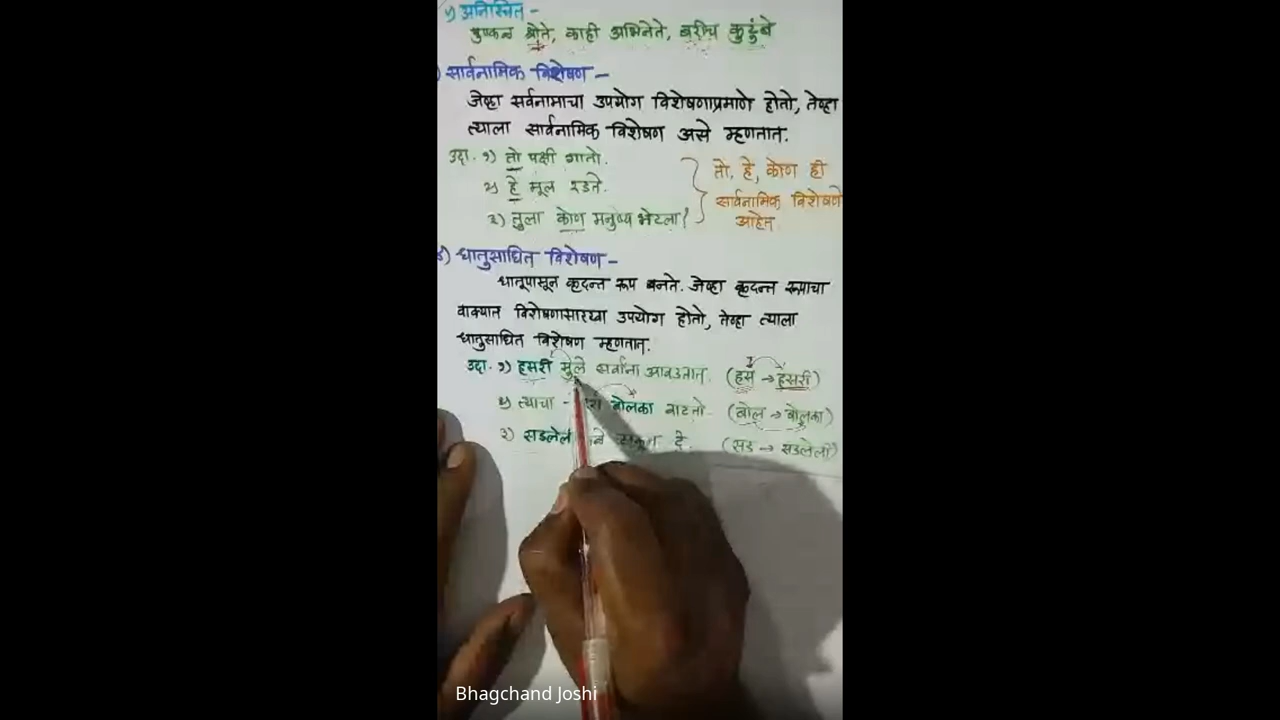 ४) अनिश्चित -
पुष्कळ श्रोते, काही अभिनेते, बरीच कुटुंबे
) सार्वनामिक विशेषण -
जेव्हा सर्वनामाचा उपयोग विशेषणाप्रमाणे होतो, तेव्हा
त्याला सार्वनामिक विशेषण असे म्हणतात.
उदा. १) तो पक्षी गातो.
२) हे मूल रडते.
३) तुला कोण मनुष्य भेटला?
तो, हे, कोण ही
सार्वनामिक विशेषणे
आहेत
४) धातुसाधित विशेषण -
धातूपासून कृदन्त रूप बनते. जेव्हा कृदन्त रूपाचा
वाक्यात विशेषणासारखा उपयोग होतो, तेव्हा त्याला
धातुसाधित विशेषण म्हणतात.
उदा. १) हसरी मुले सर्वांना आवडतात. (हस → हसरी)
२) त्याचा बोलका वाटतो. (बोल → बोलका)
३) सडलेल दे. (सड → सडलेली)
Bhagchand Joshi